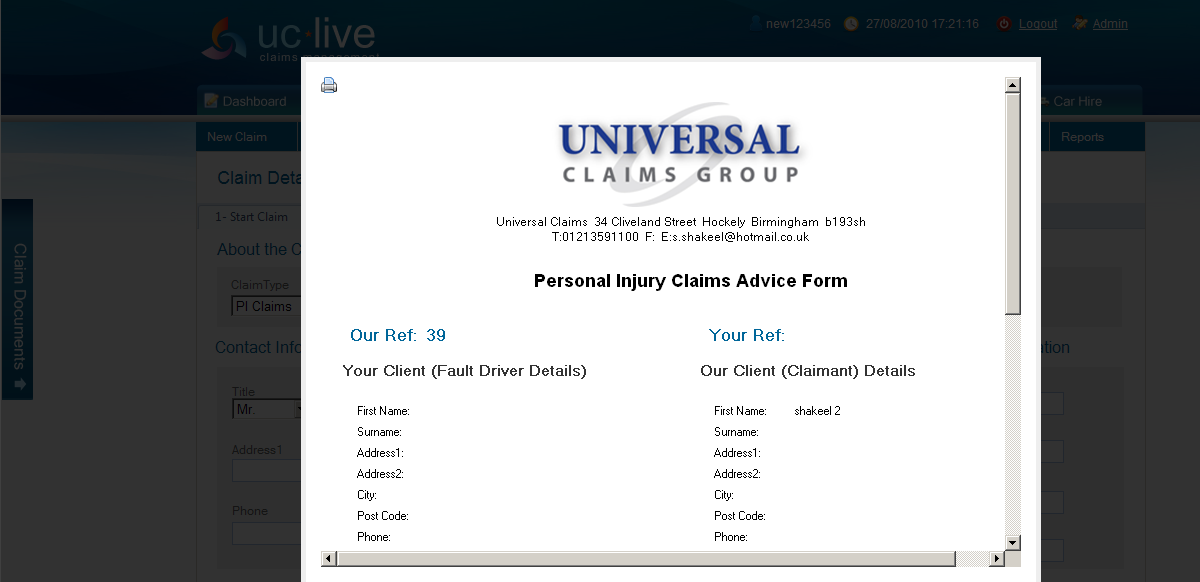 uc·live
claims management
new123456 27/08/2010 17:21:16 Logout Admin
Dashboard Car Hire
New Claim Reports
Claim Deta
1- Start Claim
About the C
ClaimType
PI Claims
Contact Info
Title
Mr.
Address1
Phone
Claim Documents
UNIVERSAL
CLAIMS GROUP
Universal Claims 34 Cliveland Street Hockely Birmingham b193sh
T:01213591100 F: E:s.shakeel@hotmail.co.uk
Personal Injury Claims Advice Form
Our Ref: 39 Your Ref:
Your Client (Fault Driver Details) Our Client (Claimant) Details
First Name: First Name: shakeel 2
Surname: Surname:
Address1: Address1:
Address2: Address2:
City: City:
Post Code: Post Code:
Phone: Phone: